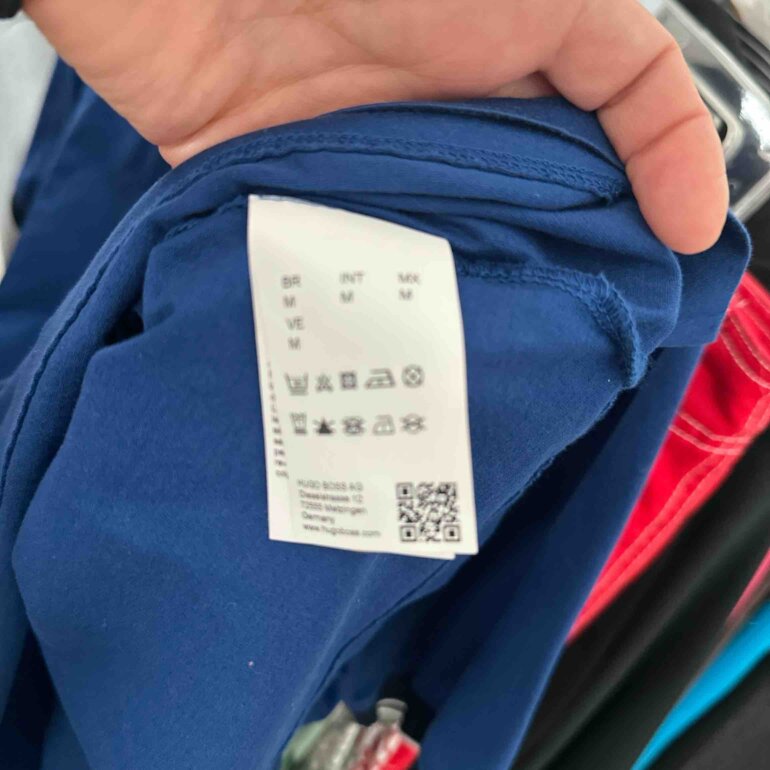 BR INT MX
M M M
VE
M
HUGO BOSS AG
Dieselstrasse 12
72555 Metzingen
Germany
www.hugoboss.com